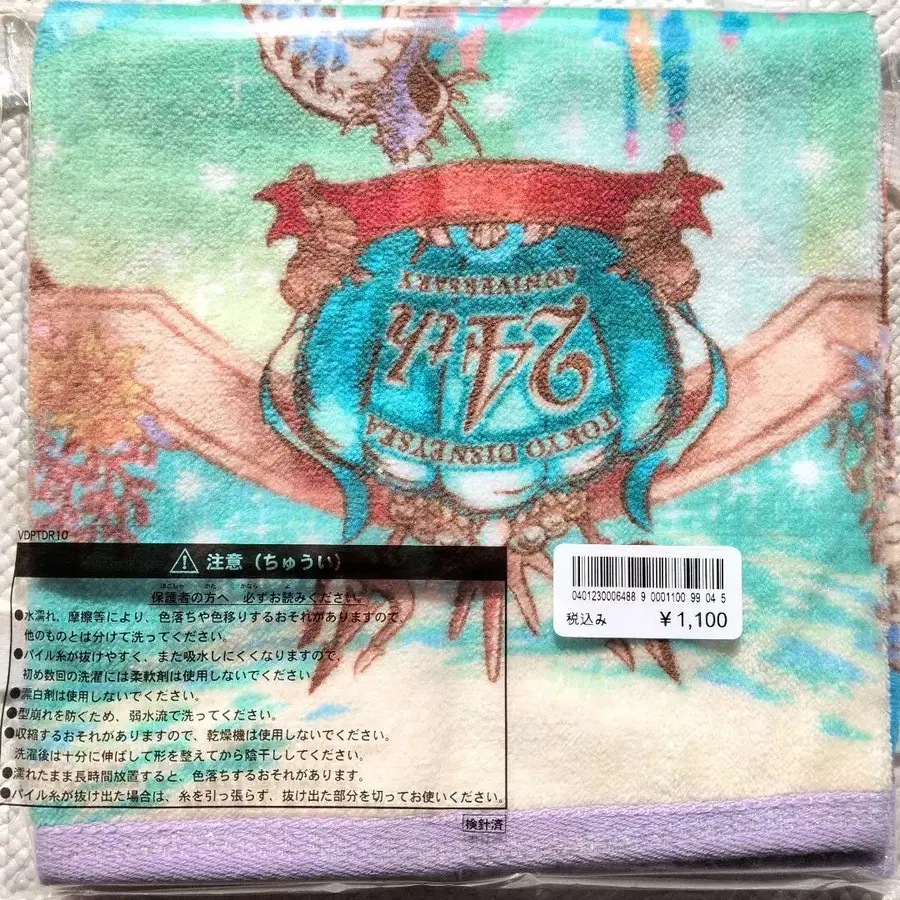 ANNIVERSARY
24th
TOKYO DISNEYSEA
VDPTDR10
注意（ちゅうい）
ほごしゃ かた かなら よ
保護者の方へ 必ずお読みください。
●水濡れ、摩擦等により、色落ちや色移りするおそれがありますので、
他のものとは分けて洗ってください。
●パイル糸が抜けやすく、また吸水しにくくなりますので、
初め数回の洗濯には柔軟剤は使用しないでください。
●漂白剤は使用しないでください。
●型崩れを防ぐため、弱水流で洗ってください。
●収縮するおそれがありますので、乾燥機は使用しないでください。
洗濯後は十分に伸ばして形を整えてから陰干ししてください。
●濡れたまま長時間放置すると、色落ちするおそれがあります。
●パイル糸が抜け出た場合は、糸を引っ張らず、抜け出た部分を切ってお使いください。
検針済
0401230006488 9 0001100 99 04 5
税込み ￥1,100